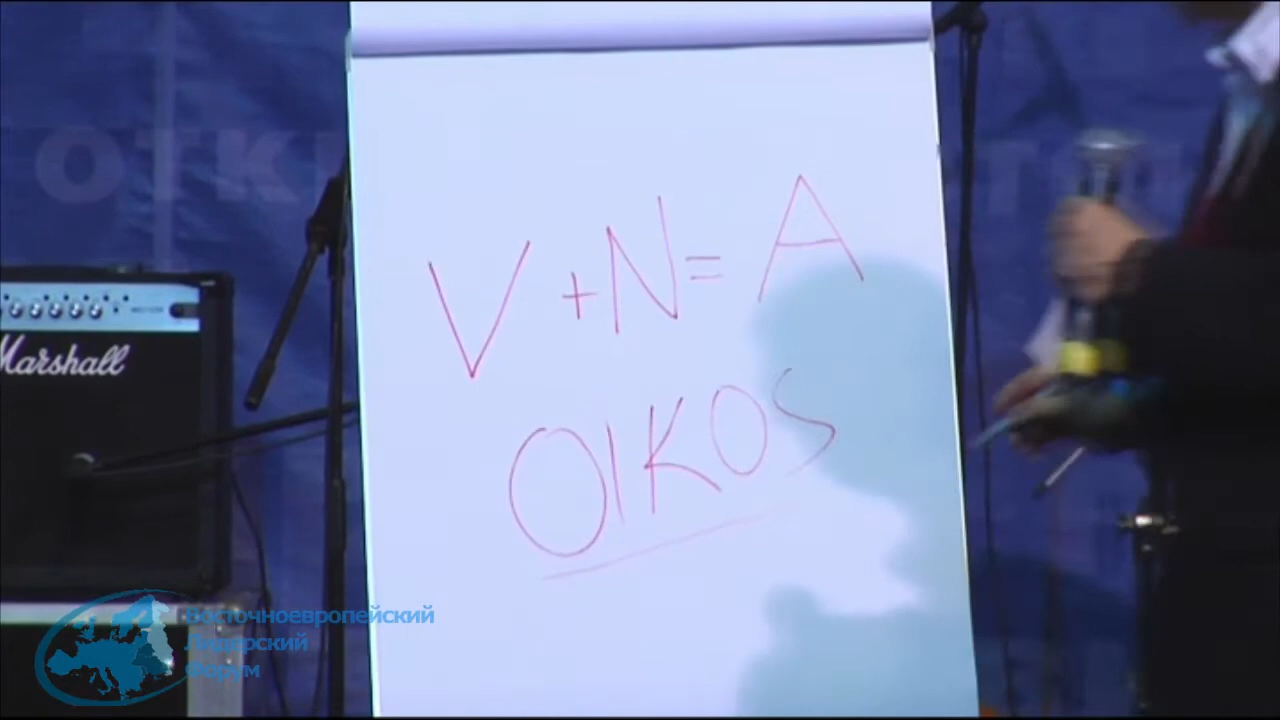 V + N = A
OIKOS
Marshall
Восточноевропейский
Лидерский
Форум